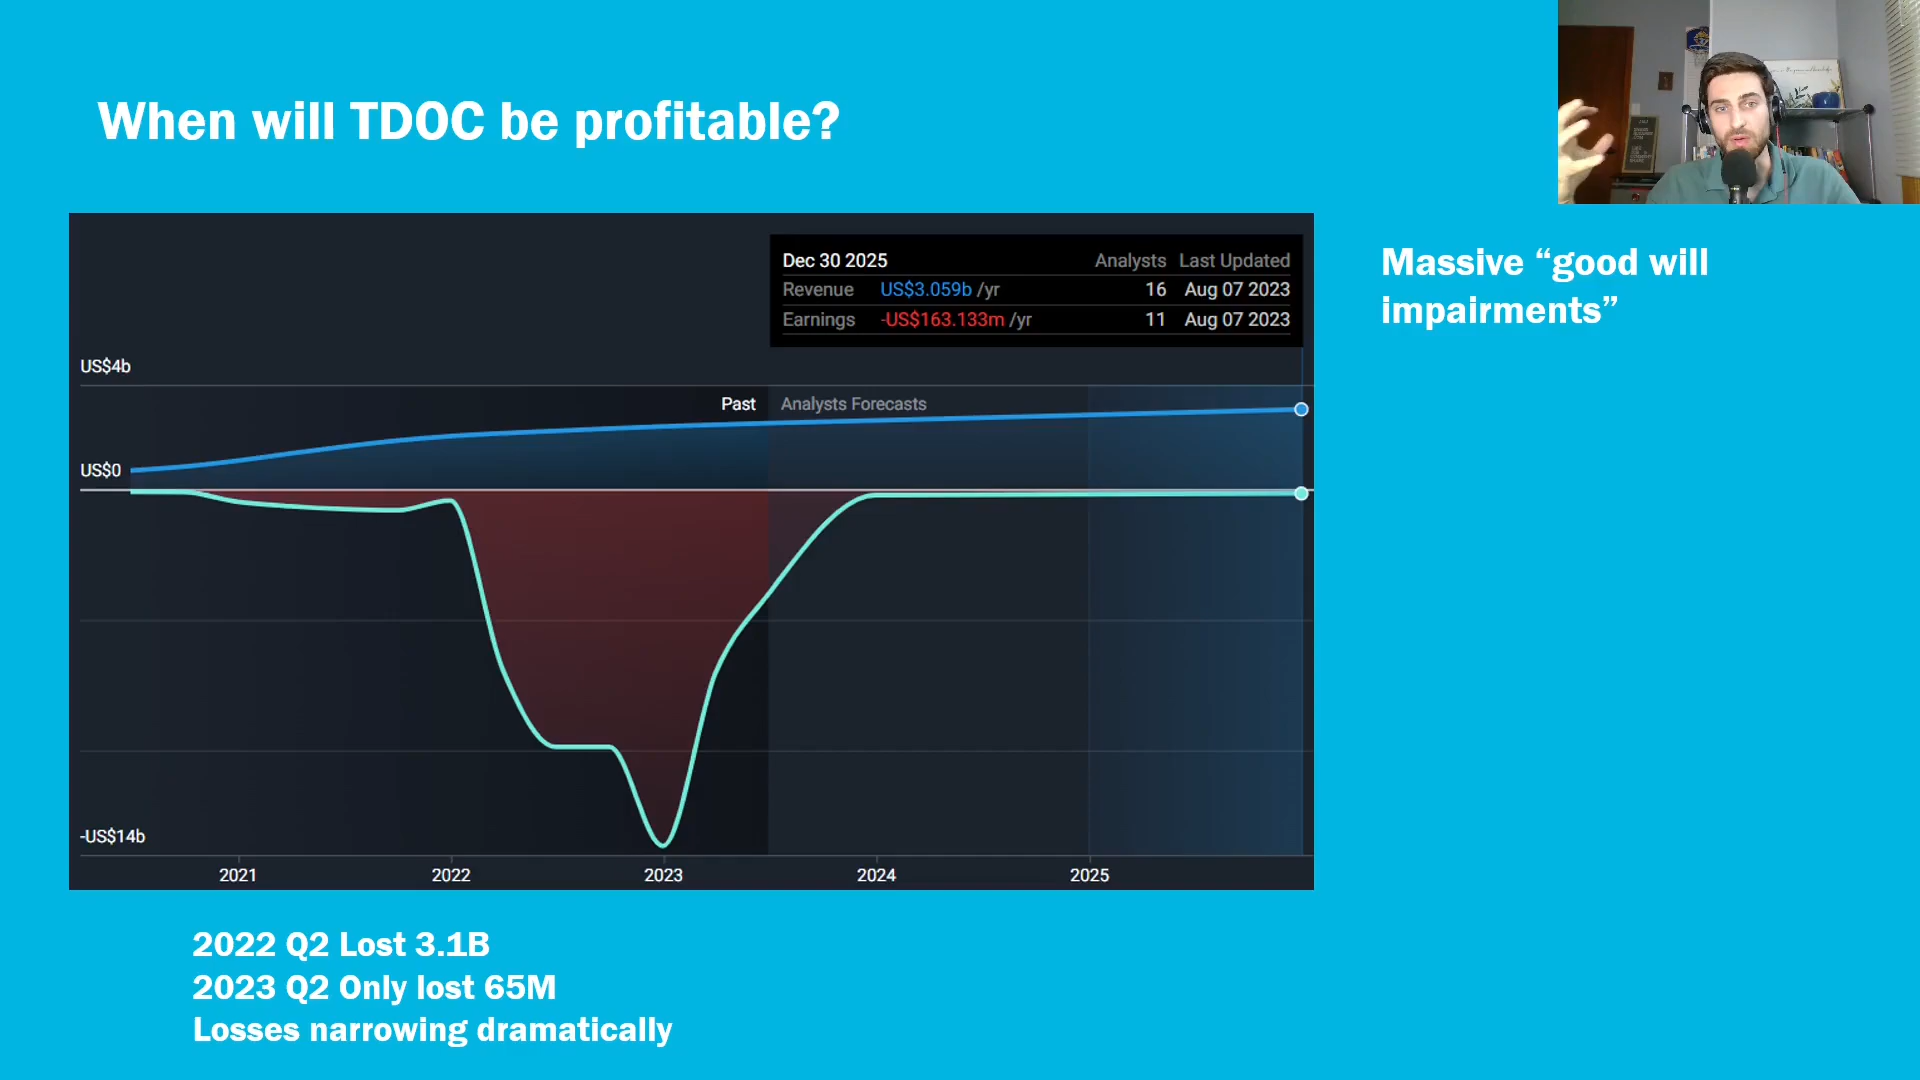 When will TDOC be profitable?
Dec 30 2025 Analysts Last Updated
Revenue US$3.059b /yr 16 Aug 07 2023
Earnings -US$163.133m /yr 11 Aug 07 2023
Massive “good will
impairments”
US$4b
Past Analysts Forecasts
US$0
-US$14b
2021 2022 2023 2024 2025
2022 Q2 Lost 3.1B
2023 Q2 Only lost 65M
Losses narrowing dramatically